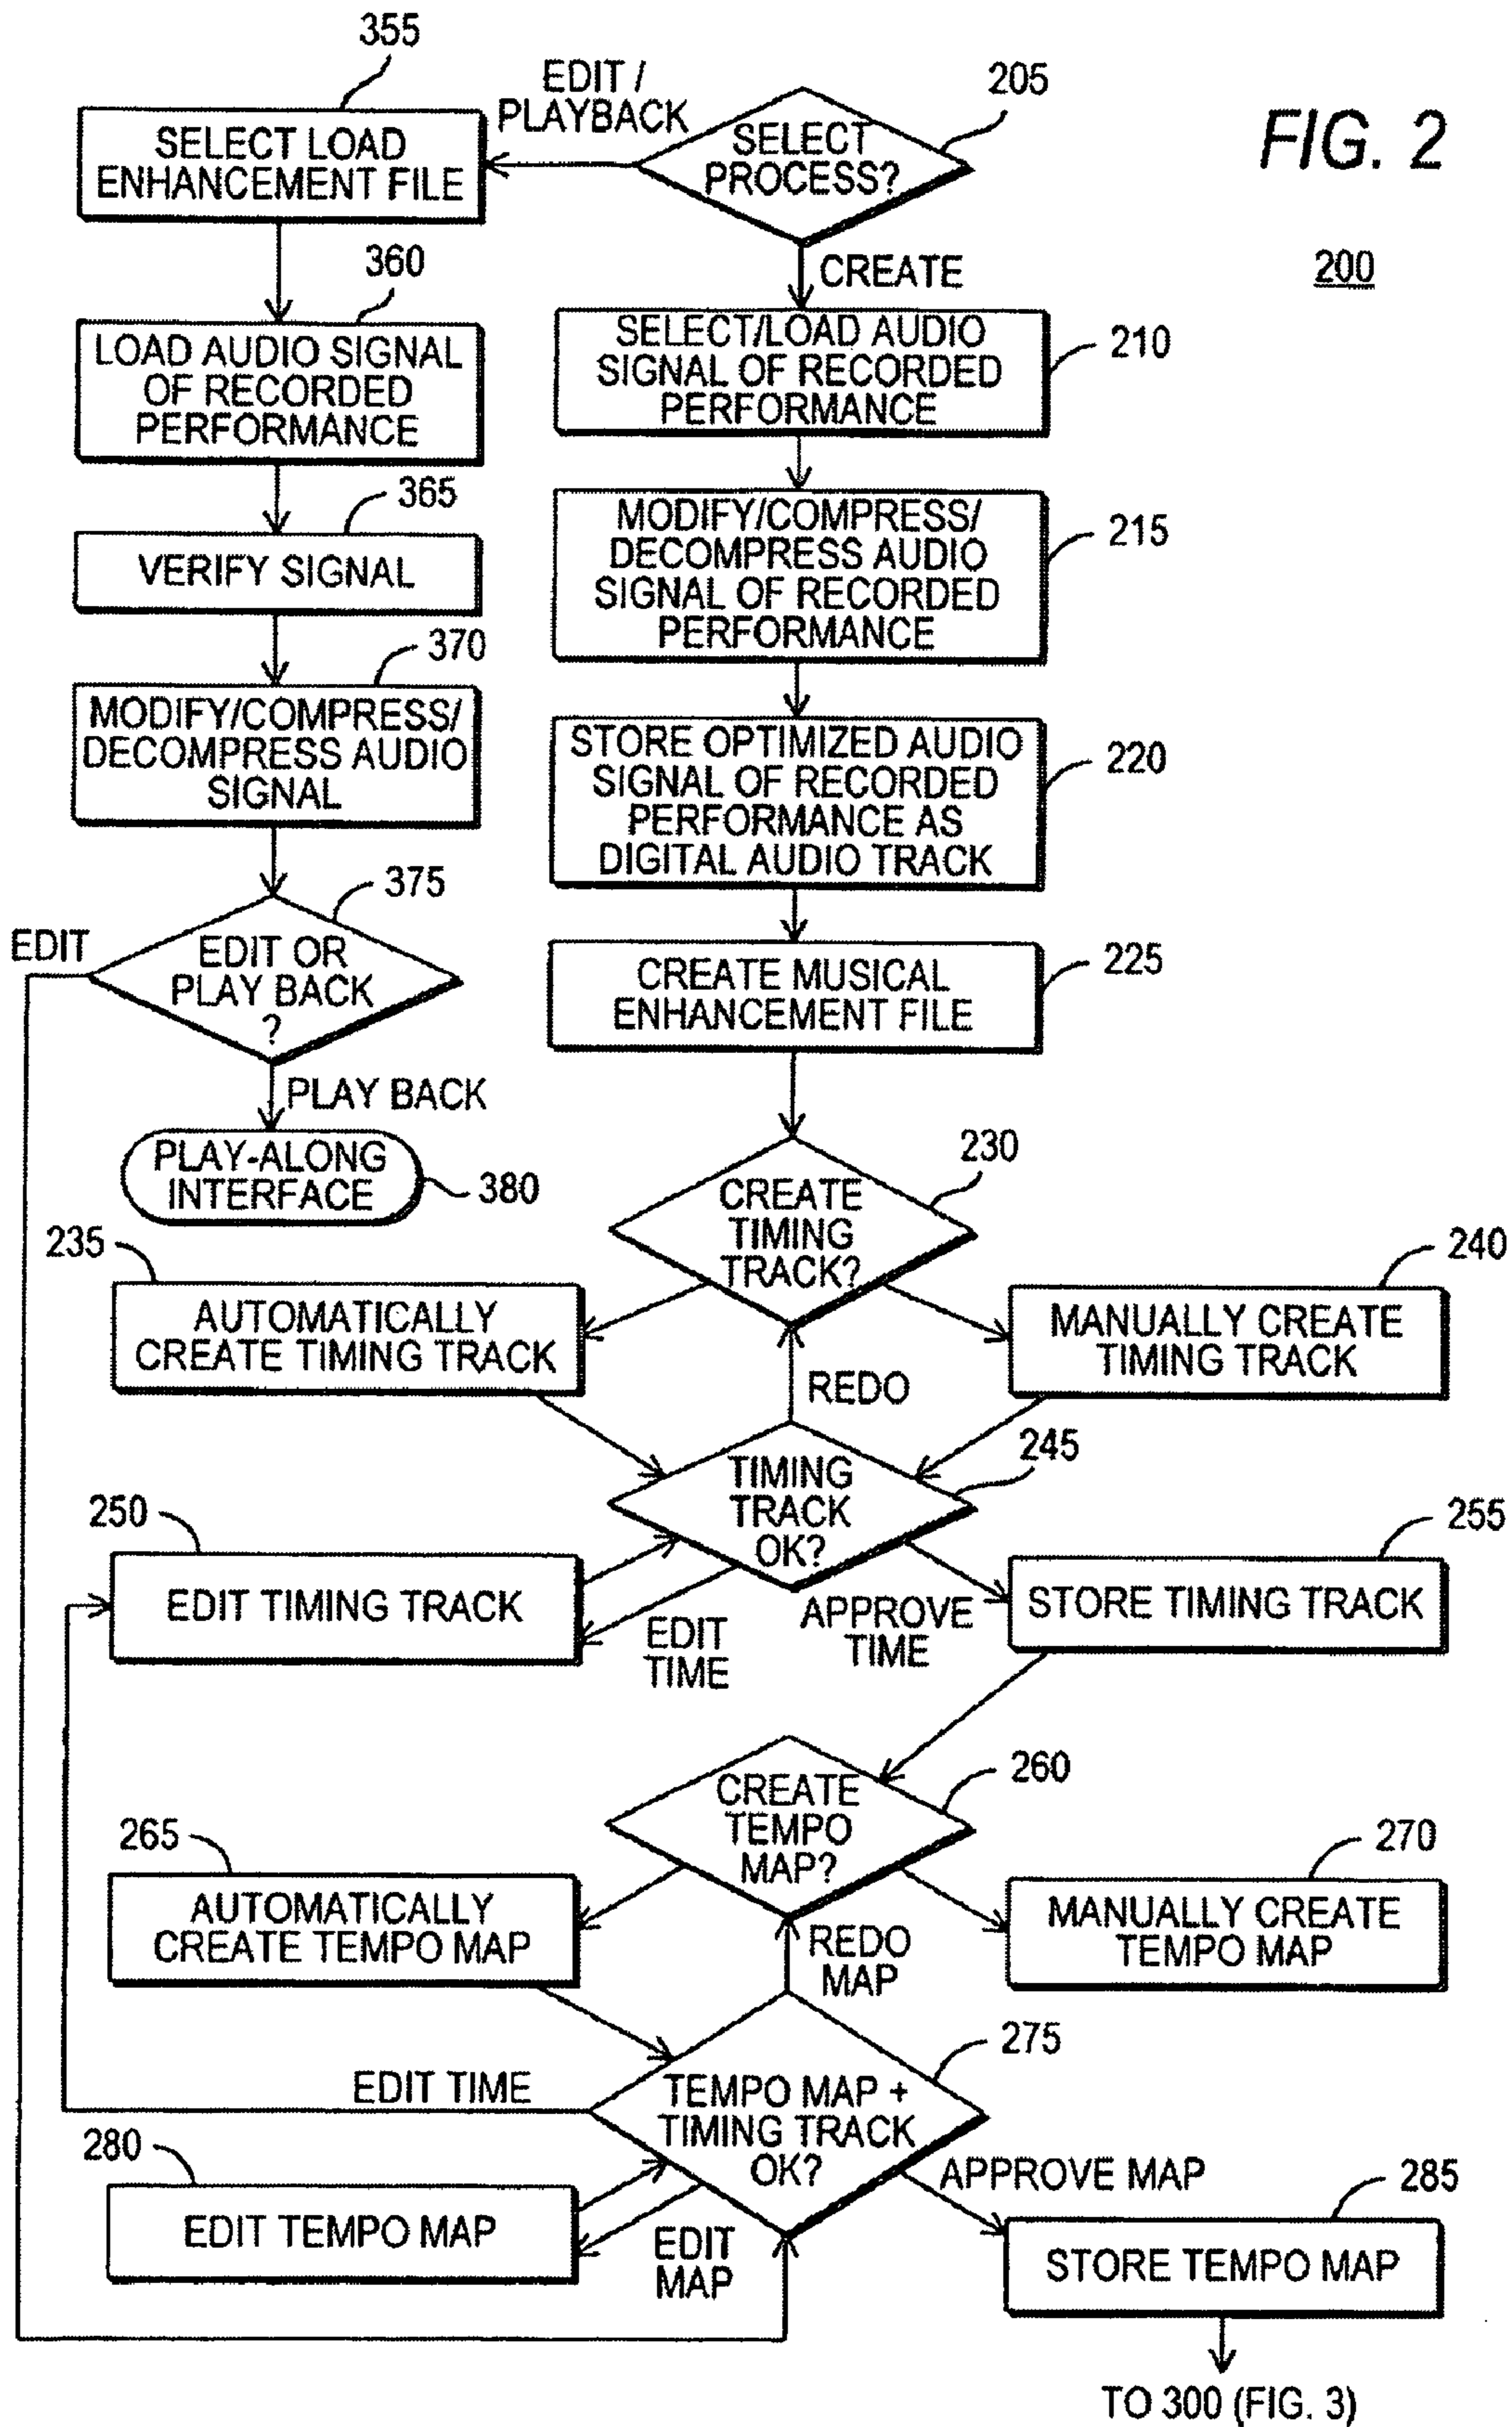 FIG. 2
200
355
SELECT LOAD
ENHANCEMENT FILE
EDIT /
PLAYBACK
205
SELECT
PROCESS?
CREATE
360
LOAD AUDIO SIGNAL
OF RECORDED
PERFORMANCE
365
VERIFY SIGNAL
370
MODIFY/COMPRESS/
DECOMPRESS AUDIO
SIGNAL
375
EDIT
EDIT OR
PLAY BACK
?
PLAY BACK
PLAY-ALONG
INTERFACE
380
SELECT/LOAD AUDIO
SIGNAL OF RECORDED
PERFORMANCE
210
MODIFY/COMPRESS/
DECOMPRESS AUDIO
SIGNAL OF RECORDED
PERFORMANCE
215
STORE OPTIMIZED AUDIO
SIGNAL OF RECORDED
PERFORMANCE AS
DIGITAL AUDIO TRACK
220
CREATE MUSICAL
ENHANCEMENT FILE
225
230
CREATE
TIMING
TRACK?
235
AUTOMATICALLY
CREATE TIMING TRACK
240
MANUALLY CREATE
TIMING TRACK
REDO
245
TIMING
TRACK
OK?
250
EDIT TIMING TRACK
EDIT
TIME
APPROVE
TIME
255
STORE TIMING TRACK
260
CREATE
TEMPO
MAP?
265
AUTOMATICALLY
CREATE TEMPO MAP
270
MANUALLY CREATE
TEMPO MAP
REDO
MAP
275
TEMPO MAP +
TIMING TRACK
OK?
EDIT TIME
280
EDIT TEMPO MAP
EDIT
MAP
APPROVE MAP
285
STORE TEMPO MAP
TO 300 (FIG. 3)